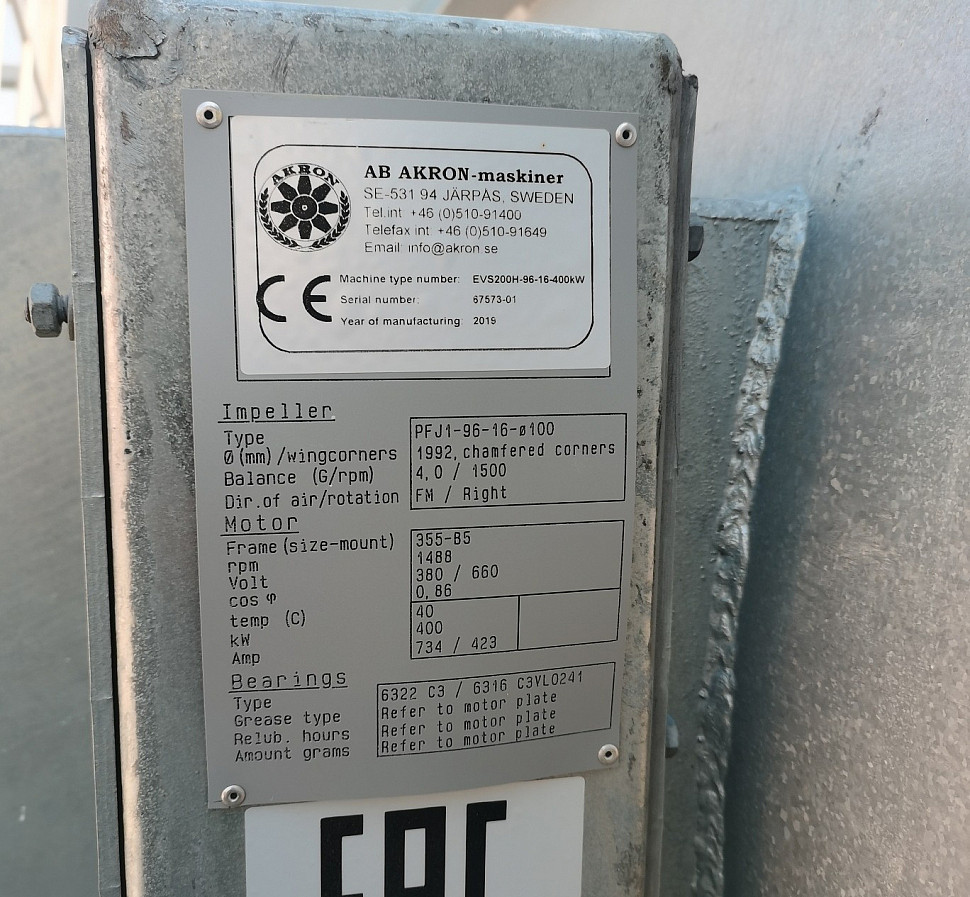 AKRON
AB AKRON-maskiner
SE-531 94 JÄRPÅS, SWEDEN
Tel.int +46 (0)510-91400
Telefax int +46 (0)510-91649
Email: info@akron.se
CE
Machine type number: EVS200H-96-16-400kW
Serial number: 67573-01
Year of manufacturing: 2019
Impeller
Type PFJ1-96-16-ø100
Ø(mm)/wingcorners 1992, chamfered corners
Balance (G/rpm) 4,0 / 1500
Dir.of air/rotation FM / Right
Motor
Frame(size-mount) 355-B5
rpm 1488
Volt 380 / 660
cos φ 0,86
temp (C) 40
kW 400
Amp 734 / 423
Bearings
Type 6322 C3 / 6316 C3VL0241
Grease type Refer to motor plate
Relub. hours Refer to motor plate
Amount grams Refer to motor plate
EAC